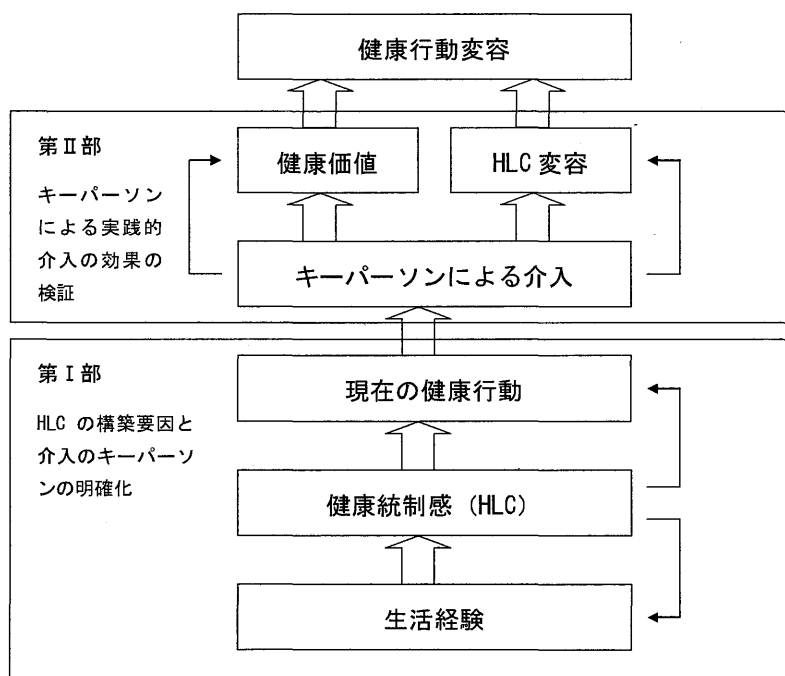 健康行動変容
第Ⅱ部
キーパーソン
による実践的
介入の効果の
検証
健康価値
HLC 変容
キーパーソンによる介入
第Ⅰ部
HLC の構築要因と
介入のキーパーソ
ンの明確化
現在の健康行動
健康統制感（HLC）
生活経験